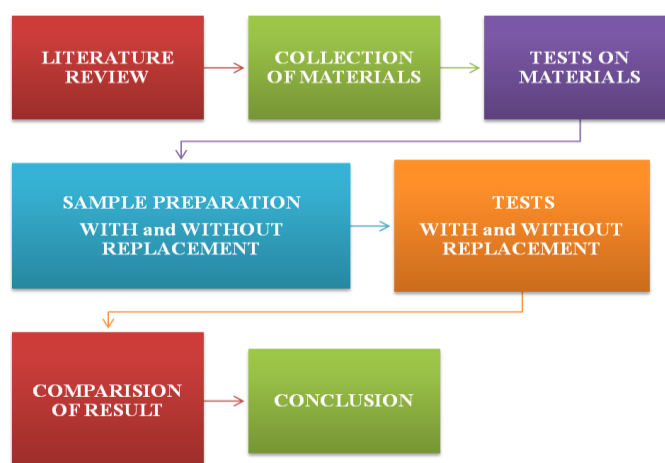 LITERATURE
REVIEW
COLLECTION
OF MATERIALS
TESTS ON
MATERIALS
SAMPLE PREPARATION
WITH and WITHOUT
REPLACEMENT
TESTS
WITH and WITHOUT
REPLACEMENT
COMPARISION
OF RESULT
CONCLUSION